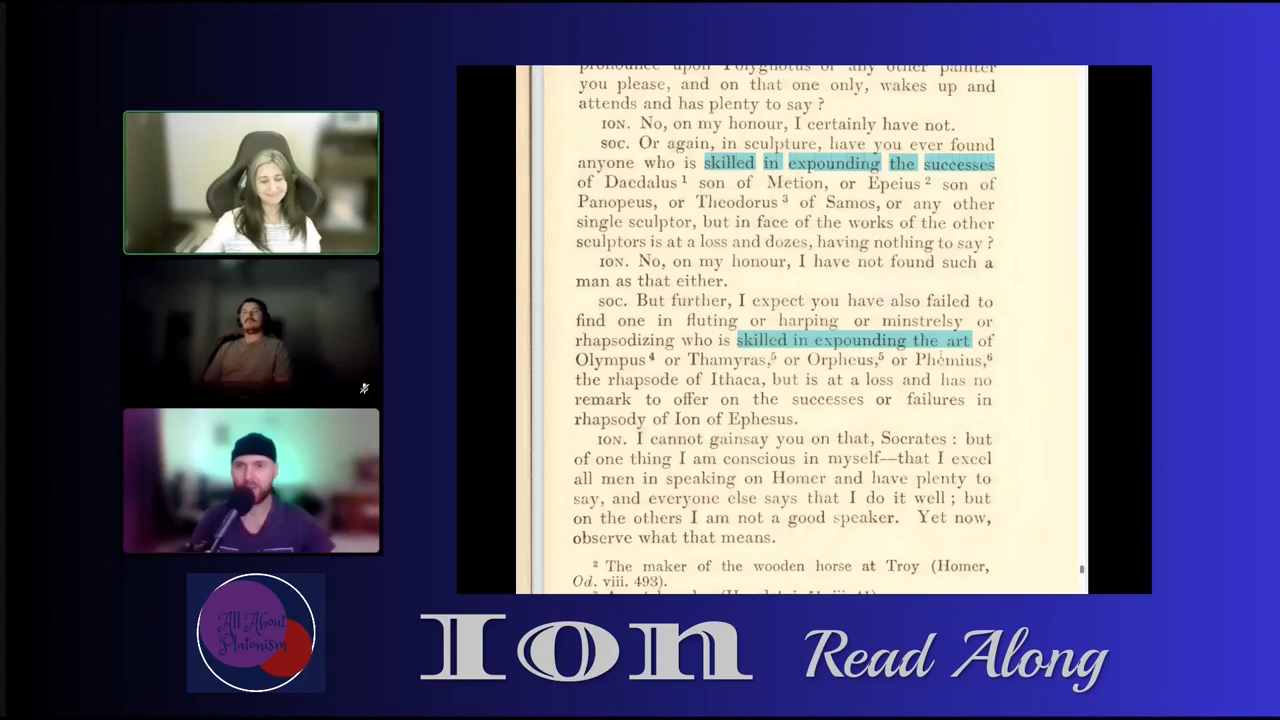 pronounce upon Polygnotus or any other painter
you please, and on that one only, wakes up and
attends and has plenty to say ?
ION. No, on my honour, I certainly have not.
SOC. Or again, in sculpture, have you ever found
anyone who is skilled in expounding the successes
of Daedalus ¹ son of Metion, or Epeius ² son of
Panopeus, or Theodorus ³ of Samos, or any other
single sculptor, but in face of the works of the other
sculptors is at a loss and dozes, having nothing to say ?
ION. No, on my honour, I have not found such a
man as that either.
SOC. But further, I expect you have also failed to
find one in fluting or harping or minstrelsy or
rhapsodizing who is skilled in expounding the art of
Olympus ⁴ or Thamyras,⁵ or Orpheus,⁵ or Phemius,⁶
the rhapsode of Ithaca, but is at a loss and has no
remark to offer on the successes or failures in
rhapsody of Ion of Ephesus.
ION. I cannot gainsay you on that, Socrates : but
of one thing I am conscious in myself—that I excel
all men in speaking on Homer and have plenty to
say, and everyone else says that I do it well ; but
on the others I am not a good speaker. Yet now,
observe what that means.
² The maker of the wooden horse at Troy (Homer,
Od. viii. 493).
All About
Platonism
Ion Read Along